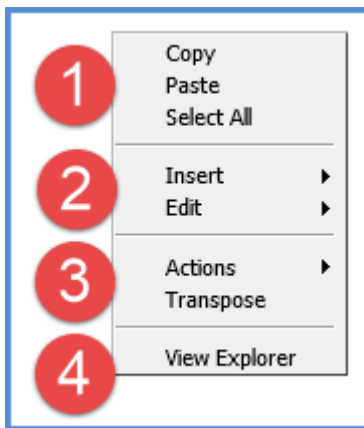 1
Copy
Paste
Select All
2
Insert
Edit
3
Actions
Transpose
4
View Explorer